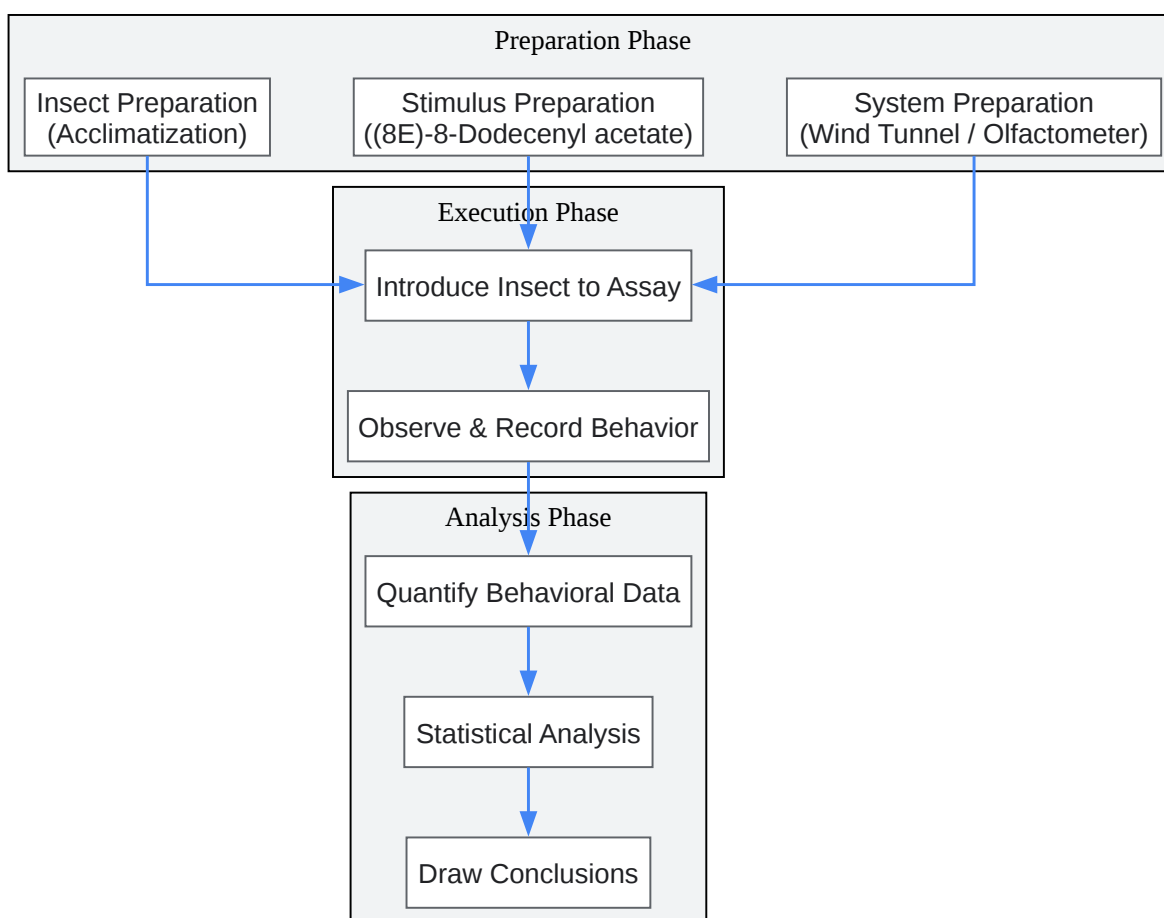 Preparation Phase
Insect Preparation
(Acclimatization)
Stimulus Preparation
((8E)-8-Dodecenyl acetate)
System Preparation
(Wind Tunnel / Olfactometer)
Execution Phase
Introduce Insect to Assay
Observe & Record Behavior
Analysis Phase
Quantify Behavioral Data
Statistical Analysis
Draw Conclusions